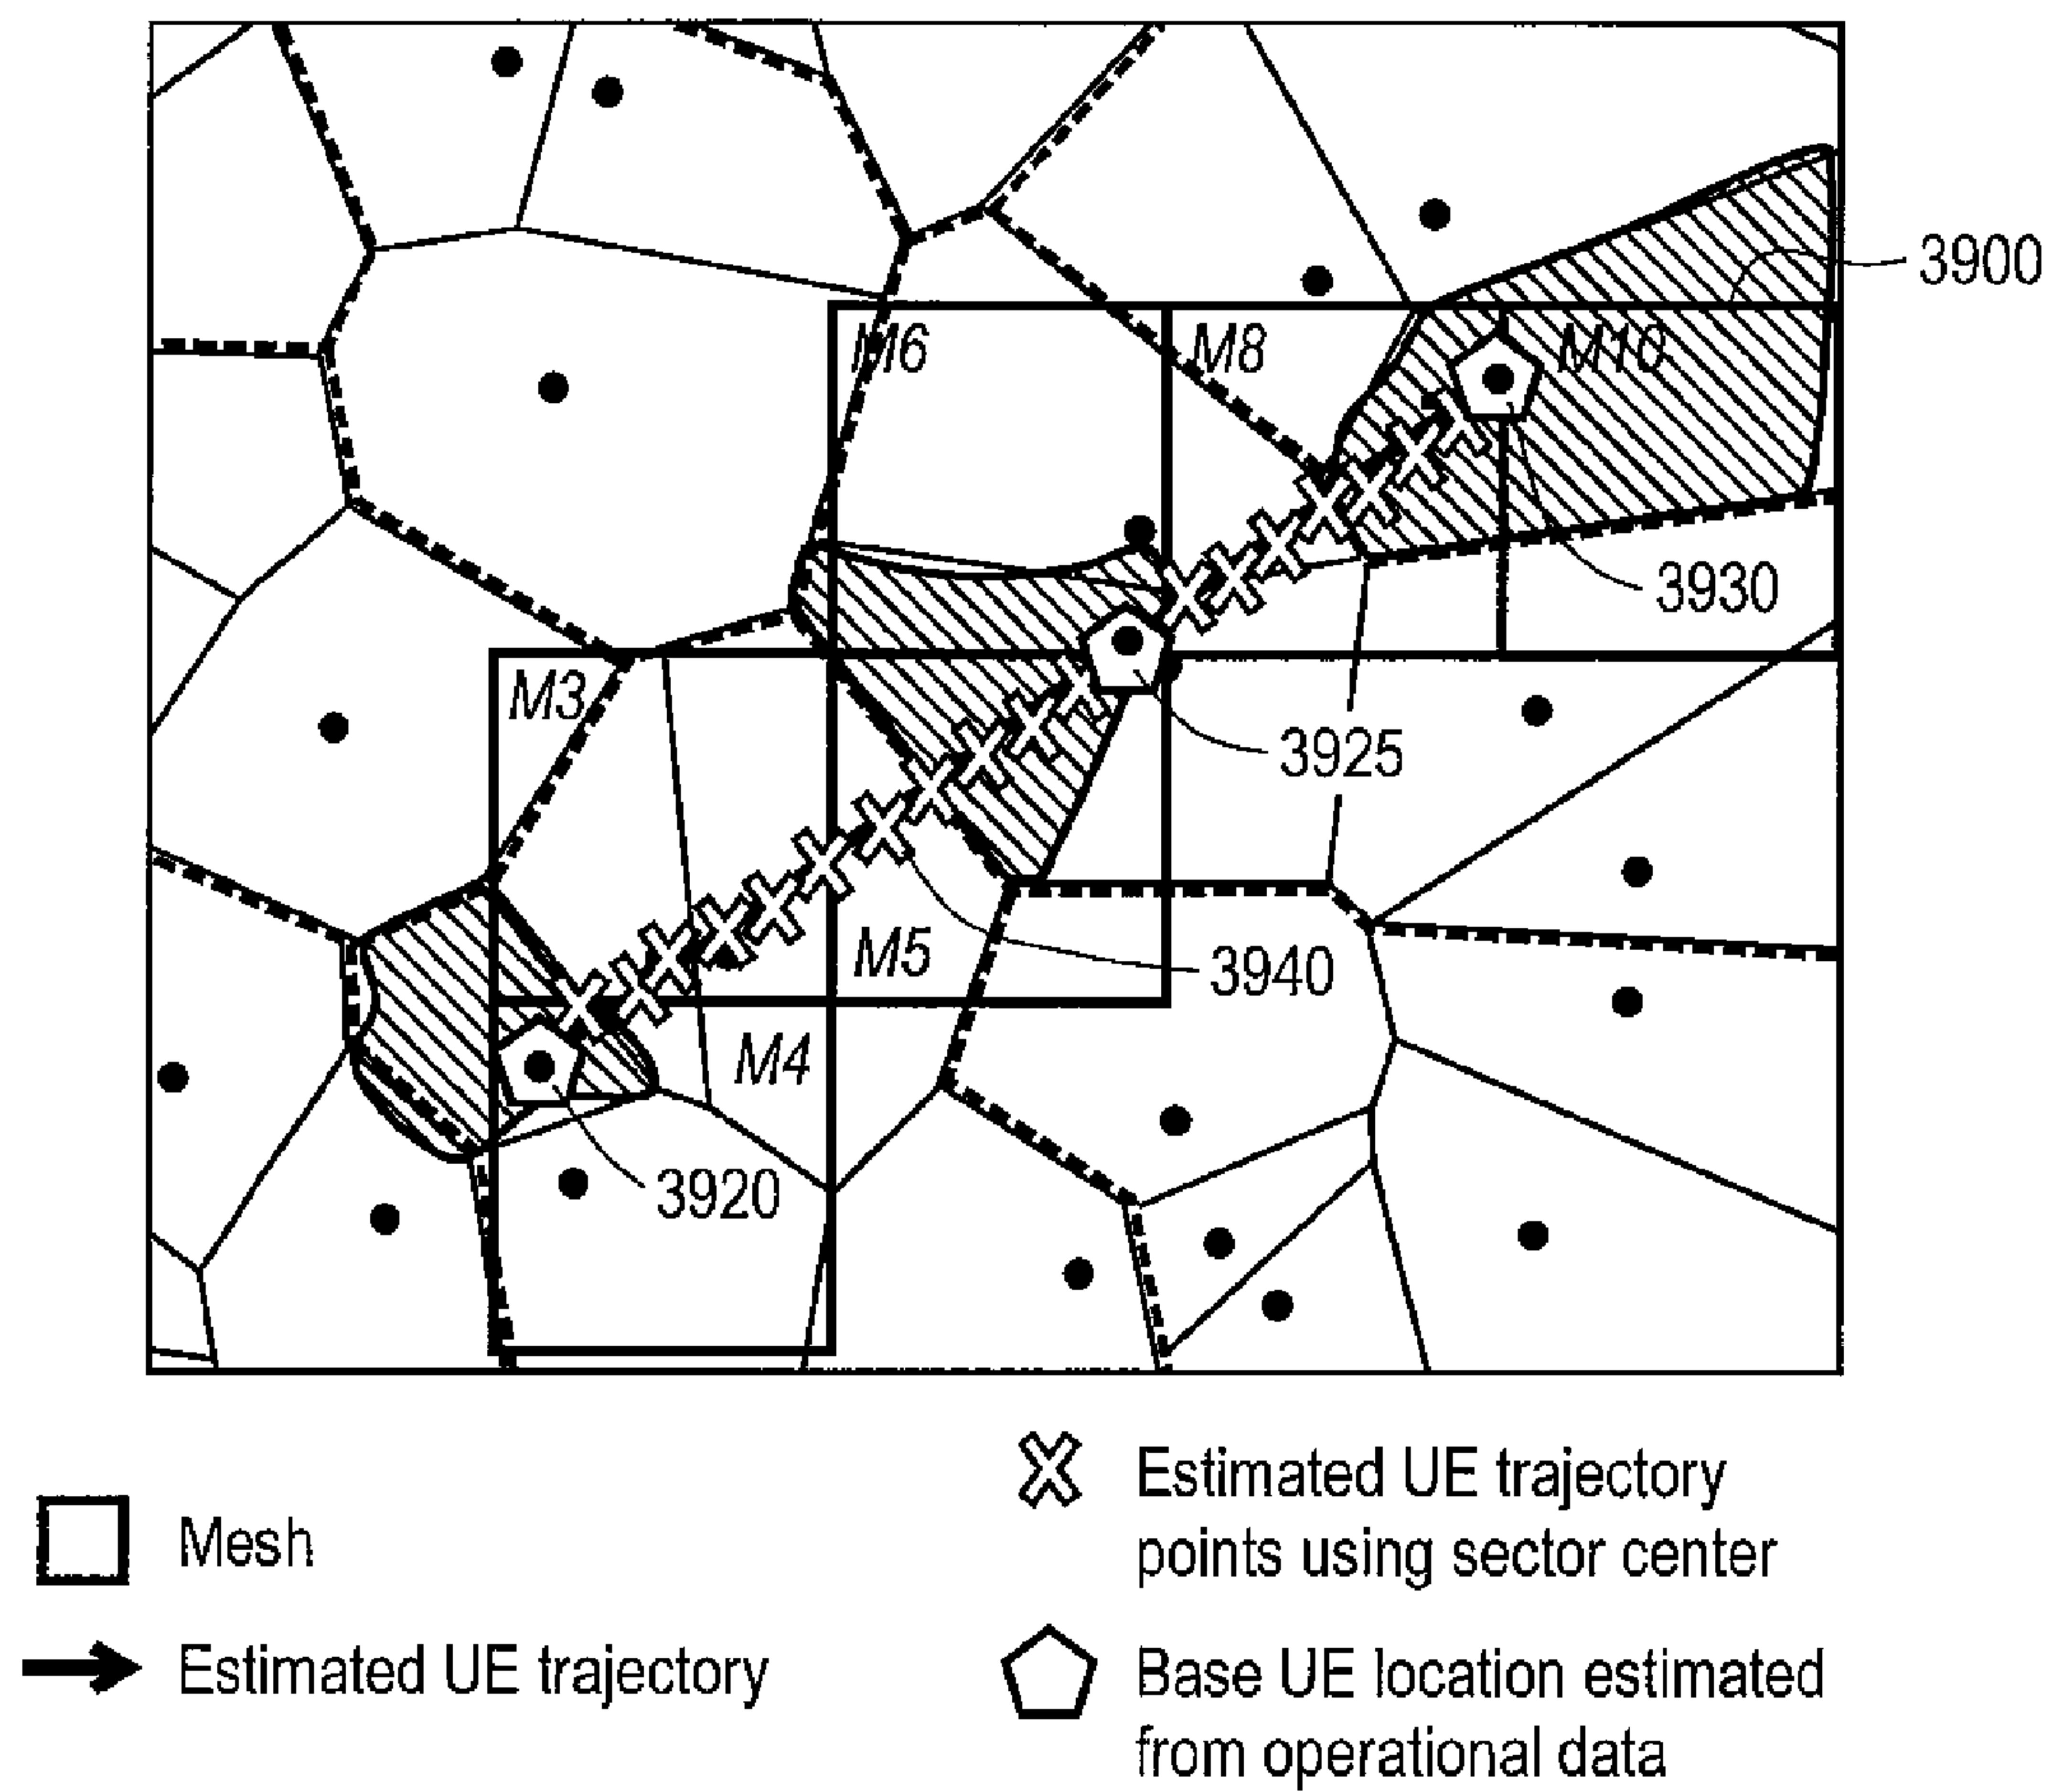 3900
M6
M8
M10
3930
M3
3925
M5
3940
M4
3920
Mesh
Estimated UE trajectory
Estimated UE trajectory
points using sector center
Base UE location estimated
from operational data